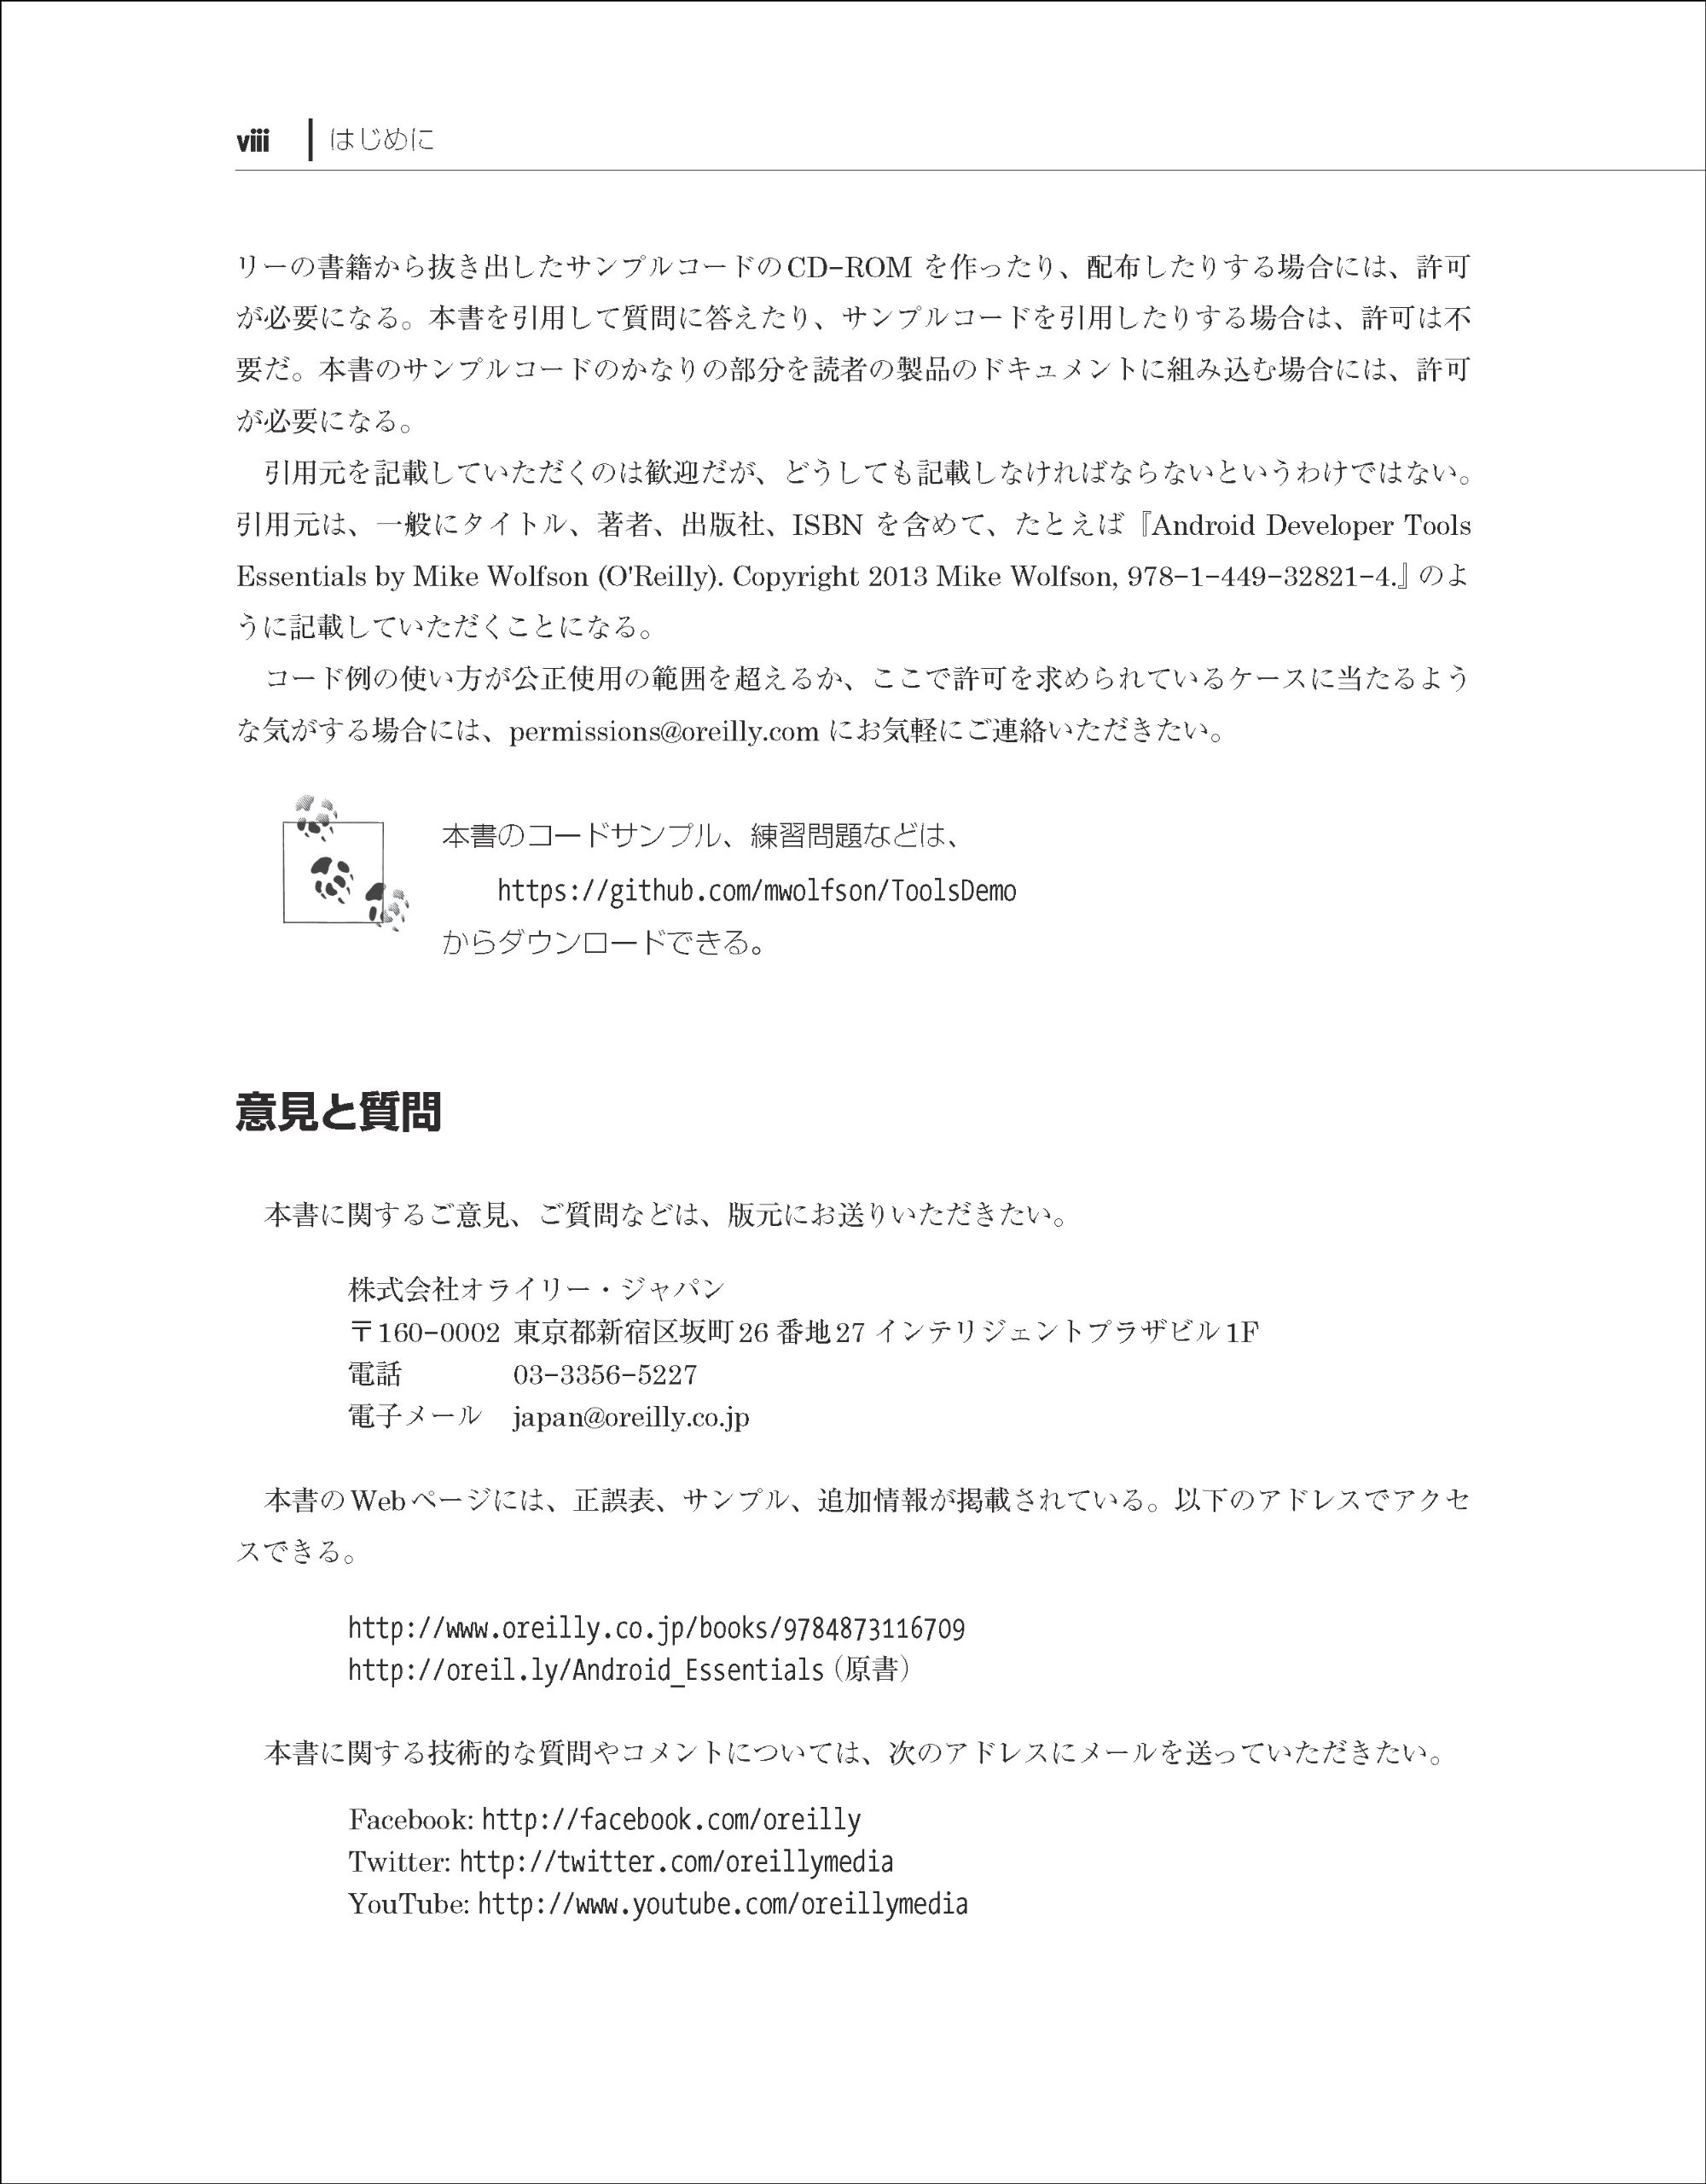 viii はじめに
リーの書籍から抜き出したサンプルコードのCD-ROM を作ったり、配布したりする場合には、許可
が必要になる。本書を引用して質問に答えたり、サンプルコードを引用したりする場合は、許可は不
要だ。本書のサンプルコードのかなりの部分を読者の製品のドキュメントに組み込む場合には、許可
が必要になる。
引用元を記載していただくのは歓迎だが、どうしても記載しなければならないというわけではない。
引用元は、一般にタイトル、著者、出版社、ISBN を含めて、たとえば『Android Developer Tools
Essentials by Mike Wolfson (O'Reilly). Copyright 2013 Mike Wolfson, 978-1-449-32821-4.』のよ
うに記載していただくことになる。
コード例の使い方が公正使用の範囲を超えるか、ここで許可を求められているケースに当たるよう
な気がする場合には、permissions@oreilly.com にお気軽にご連絡いただきたい。
本書のコードサンプル、練習問題などは、
https://github.com/mwolfson/ToolsDemo
からダウンロードできる。
意見と質問
本書に関するご意見、ご質問などは、版元にお送りいただきたい。
株式会社オライリー・ジャパン
〒160-0002 東京都新宿区坂町26 番地27 インテリジェントプラザビル1F
電話 03-3356-5227
電子メール japan@oreilly.co.jp
本書のWebページには、正誤表、サンプル、追加情報が掲載されている。以下のアドレスでアクセ
スできる。
http://www.oreilly.co.jp/books/9784873116709
http://oreil.ly/Android_Essentials（原書）
本書に関する技術的な質問やコメントについては、次のアドレスにメールを送っていただきたい。
Facebook: http://facebook.com/oreilly
Twitter: http://twitter.com/oreillymedia
YouTube: http://www.youtube.com/oreillymedia